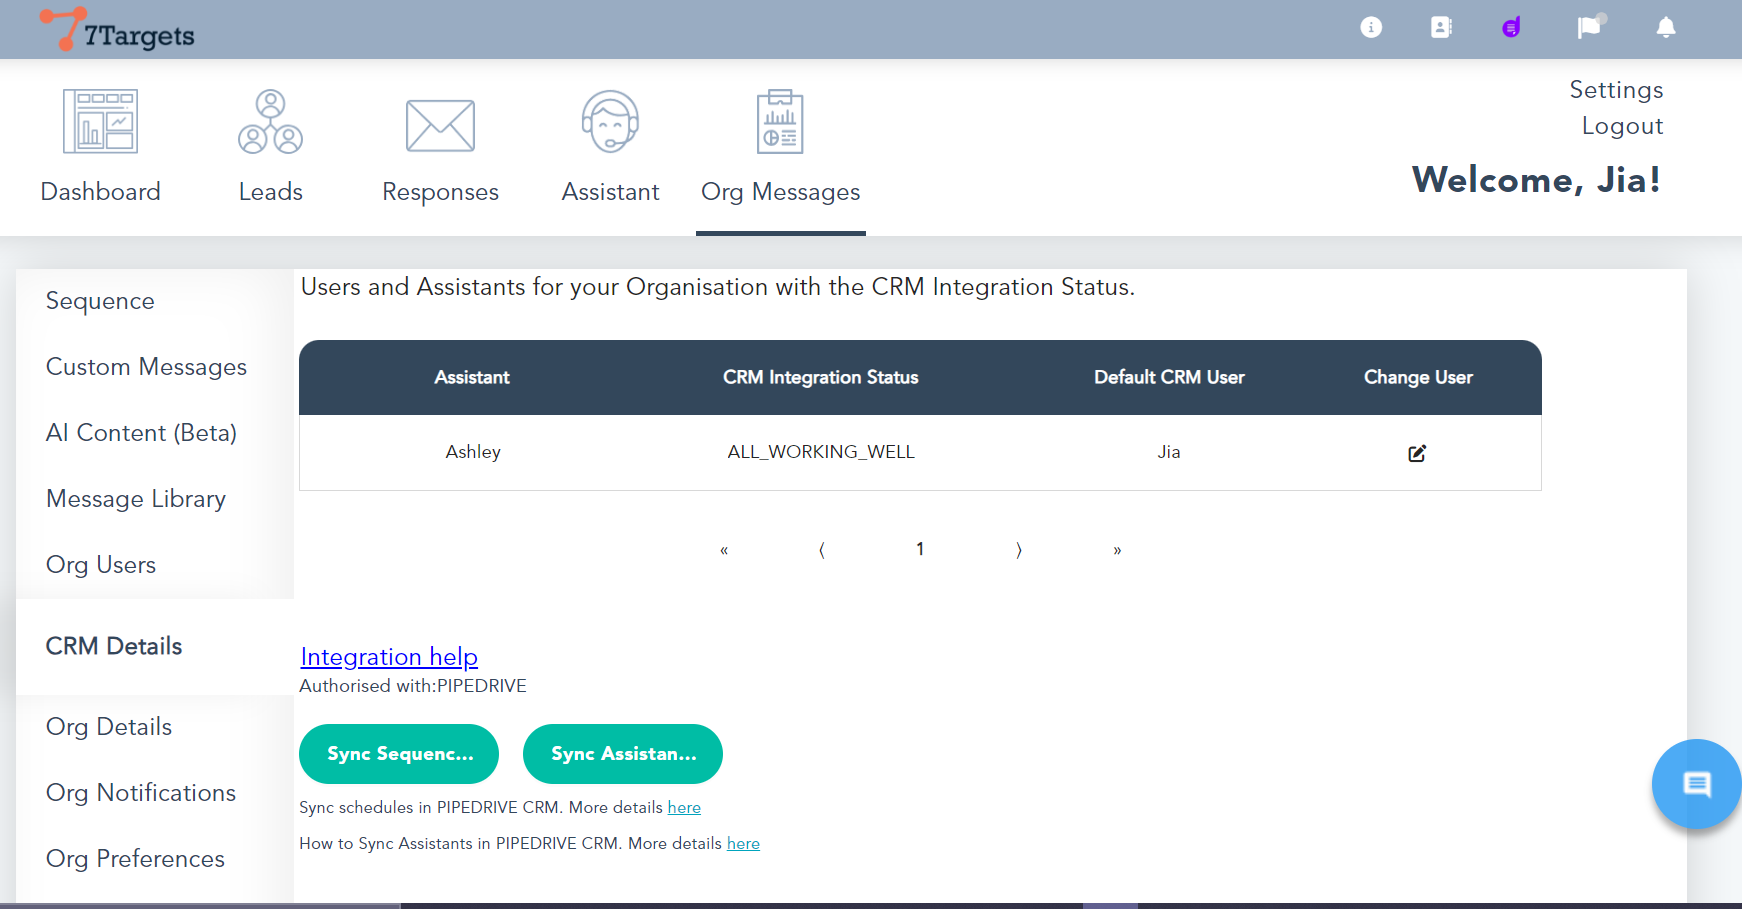 7Targets
Settings
Logout
Welcome, Jia!
Dashboard
Leads
Responses
Assistant
Org Messages
Sequence
Custom Messages
AI Content (Beta)
Message Library
Org Users
CRM Details
Org Details
Org Notifications
Org Preferences
Users and Assistants for your Organisation with the CRM Integration Status.
Assistant CRM Integration Status Default CRM User Change User
Ashley ALL_WORKING_WELL Jia
« ⟨ 1 ⟩ »
Integration help
Authorised with:PIPEDRIVE
Sync Sequenc... Sync Assistan...
Sync schedules in PIPEDRIVE CRM. More details here
How to Sync Assistants in PIPEDRIVE CRM. More details here